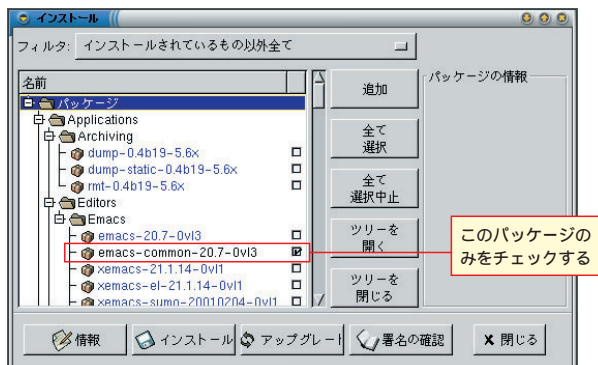 インストール
フィルタ: インストールされているもの以外全て
名前
パッケージ
Applications
Archiving
dump-0.4b19-5.6x
dump-static-0.4b19-5.6x
rmt-0.4b19-5.6x
Editors
Emacs
emacs-20.7-0vl3
emacs-common-20.7-0vl3
xemacs-21.1.14-0vl1
xemacs-el-21.1.14-0vl1
xemacs-sumo-20010204-0vl1
追加
全て
選択
全て
選択中止
ツリーを
開く
ツリーを
閉じる
パッケージの情報
このパッケージの
みをチェックする
情報
インストール
アップグレード
署名の確認
閉じる